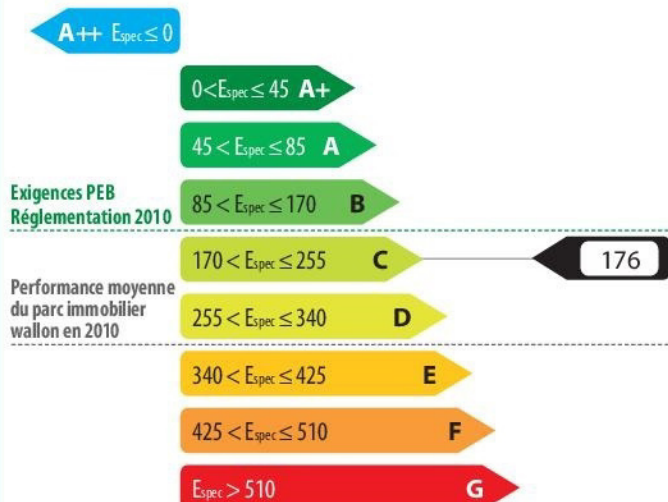 A++ Espec ≤ 0
0<Espec ≤ 45 A+
45 < Espec ≤ 85 A
Exigences PEB
Réglementation 2010
85 < Espec ≤ 170 B
170 < Espec ≤ 255 C
176
Performance moyenne
du parc immobilier
wallon en 2010
255 < Espec ≤ 340 D
340 < Espec ≤ 425 E
425 < Espec ≤ 510 F
Espec > 510 G